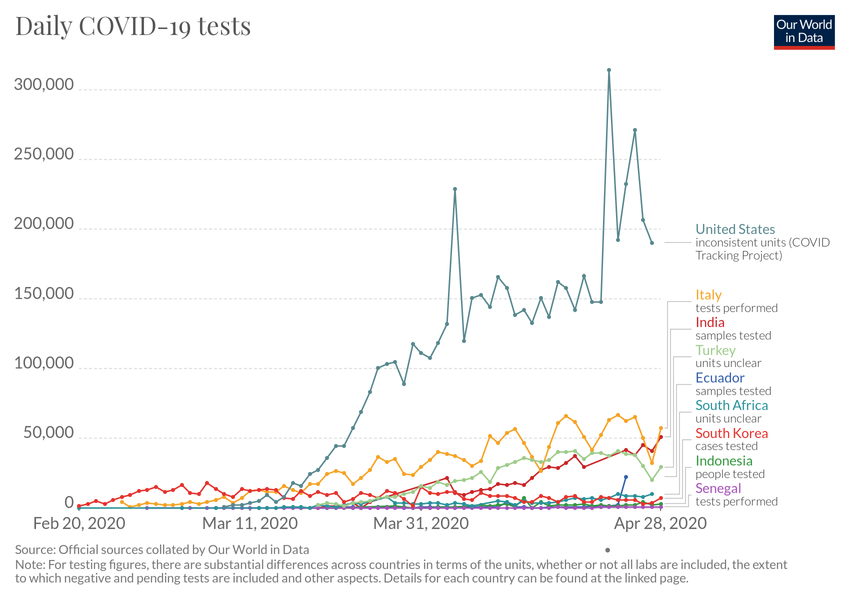 Daily COVID-19 tests
Our World
in Data
300,000
250,000
200,000
150,000
100,000
50,000
0
Feb 20, 2020
Mar 11, 2020
Mar 31, 2020
Apr 28, 2020
United States
inconsistent units (COVID
Tracking Project)
Italy
tests performed
India
samples tested
Turkey
units unclear
Ecuador
samples tested
South Africa
units unclear
South Korea
cases tested
Indonesia
people tested
Senegal
tests performed
Source: Official sources collated by Our World in Data
Note: For testing figures, there are substantial differences across countries in terms of the units, whether or not all labs are included, the extent
to which negative and pending tests are included and other aspects. Details for each country can be found at the linked page.